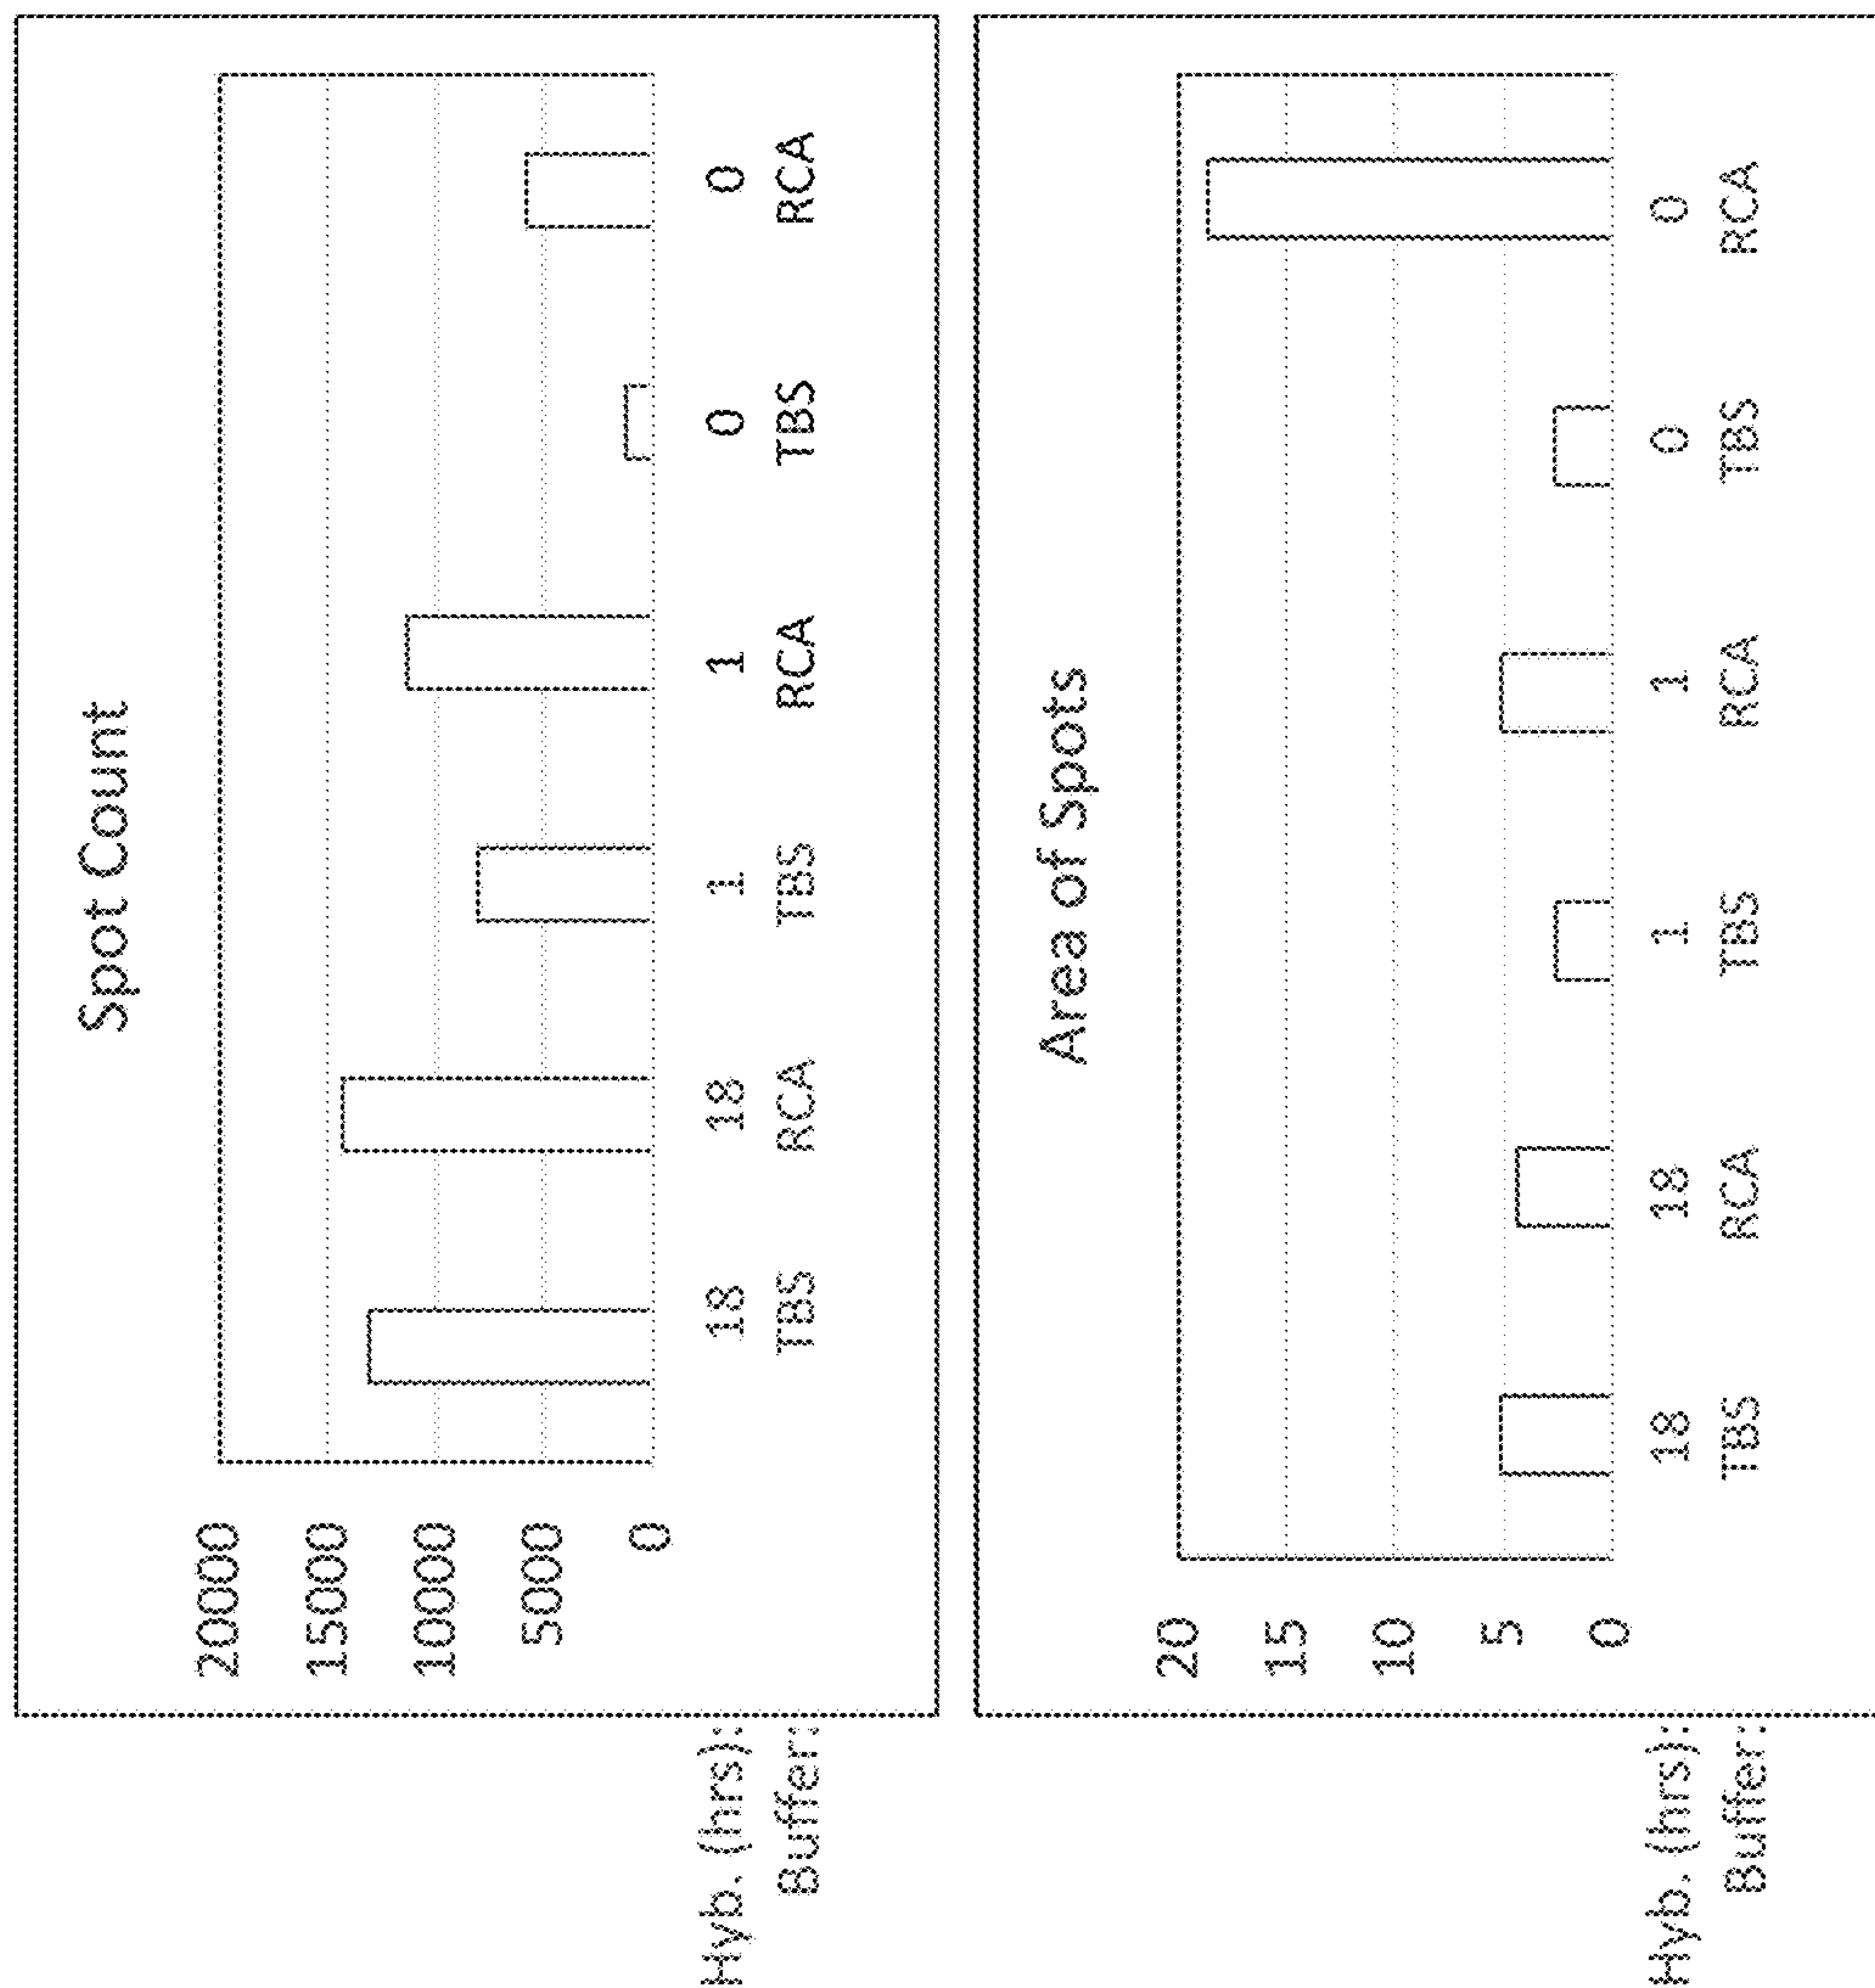 Spot Count
20000
15000
10000
5000
0
Hyb. (hrs): 18 18 1 1 0 0
Buffer: TBS RCA TBS RCA TBS RCA
Area of Spots
20
15
10
5
0
Hyb. (hrs): 18 18 1 1 0 0
Buffer: TBS RCA TBS RCA TBS RCA